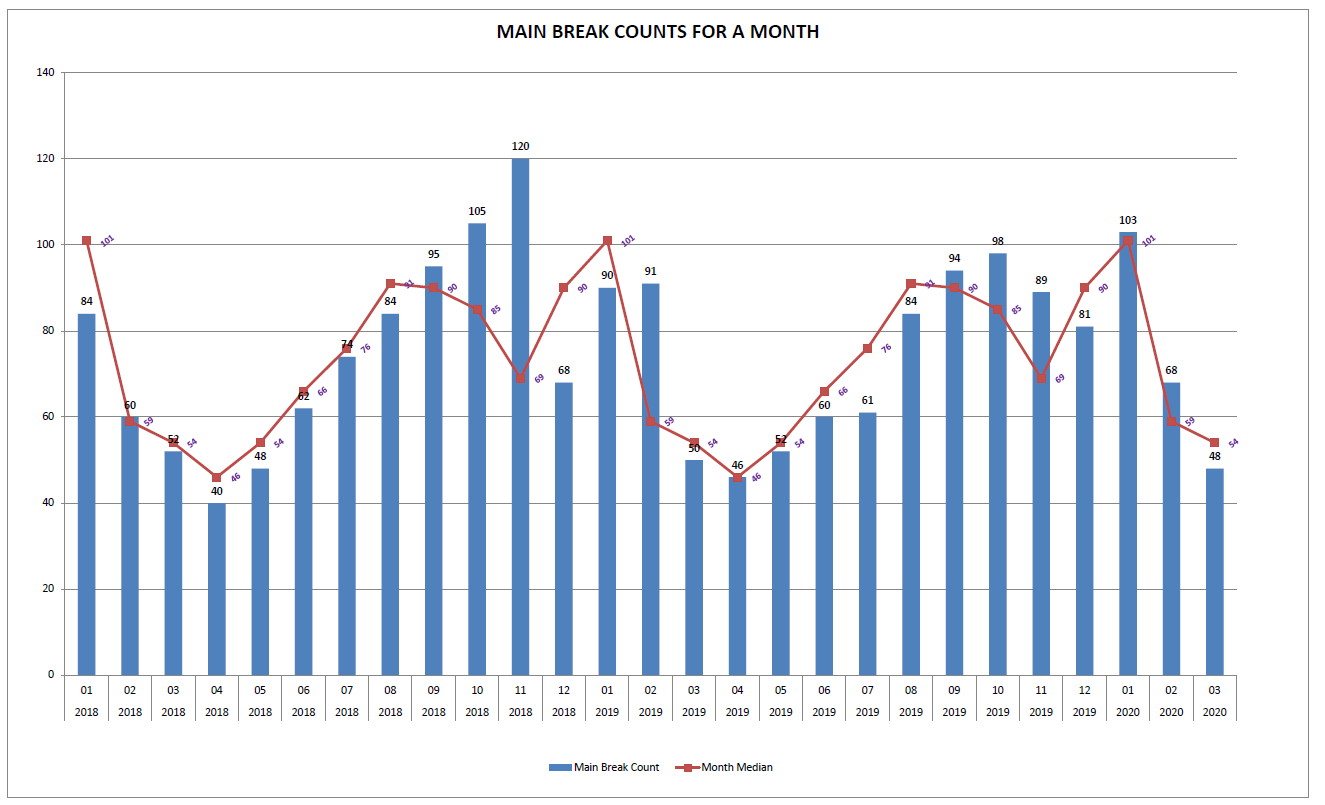 MAIN BREAK COUNTS FOR A MONTH
140
120
100
80
60
40
20
0
84 60 52 40 48 62 74 84 95 105 120 68 90 91 50 46 52 60 61 84 94 98 89 81 103 68 48
101 59 54 46 54 66 76 91 90 85 69 90 101 59 54 46 54 66 76 91 90 85 69 90 101 59 54
01 02 03 04 05 06 07 08 09 10 11 12 01 02 03 04 05 06 07 08 09 10 11 12 01 02 03
2018 2018 2018 2018 2018 2018 2018 2018 2018 2018 2018 2018 2019 2019 2019 2019 2019 2019 2019 2019 2019 2019 2019 2019 2020 2020 2020
Main Break Count Month Median